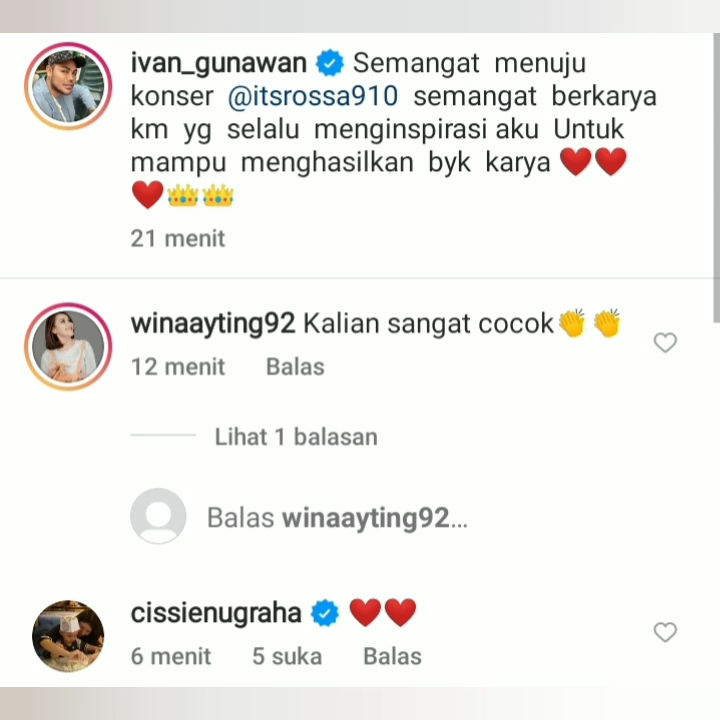 ivan_gunawan Semangat menuju
konser @itsrossa910 semangat berkarya
km yg selalu menginspirasi aku Untuk
mampu menghasilkan byk karya ❤️❤️
❤️👑👑
21 menit
winaayting92 Kalian sangat cocok👏👏
12 menit Balas
Lihat 1 balasan
Balas winaayting92...
cissienugraha ❤️❤️
6 menit 5 suka Balas